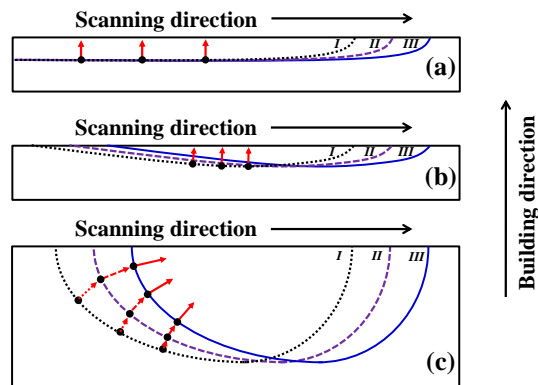 Scanning direction
I II III
(a)
Scanning direction
I II III
(b)
Scanning direction
I II III
(c)
Building direction